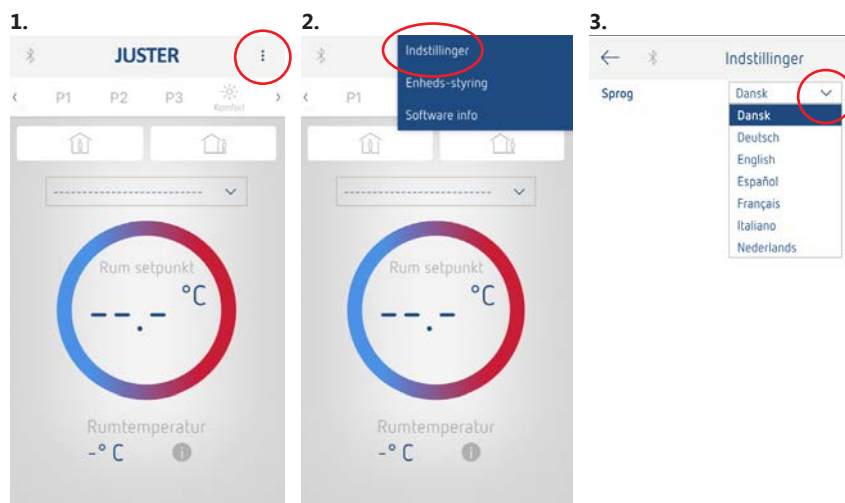 1.
JUSTER
P1 P2 P3 Komfort
------------------------
Rum setpunkt
--.- °C
Rumtemperatur
-° C
2.
Indstillinger
Enheds-styring
Software info
P1
------------------------
Rum setpunkt
--.- °C
Rumtemperatur
-° C
3.
Indstillinger
Sprog Dansk
Dansk
Deutsch
English
Español
Français
Italiano
Nederlands